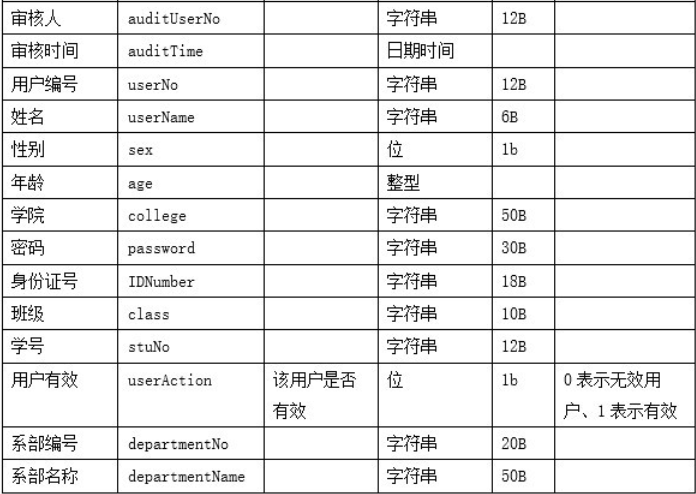 审核人 auditUserNo 字符串 12B
审核时间 auditTime 日期时间
用户编号 userNo 字符串 12B
姓名 userName 字符串 6B
性别 sex 位 1b
年龄 age 整型
学院 college 字符串 50B
密码 password 字符串 30B
身份证号 IDNumber 字符串 18B
班级 class 字符串 10B
学号 stuNo 字符串 12B
用户有效 userAction 该用户是否 位 1b 0 表示无效用
有效 户、1 表示有效
系部编号 departmentNo 字符串 20B
系部名称 departmentName 字符串 50B